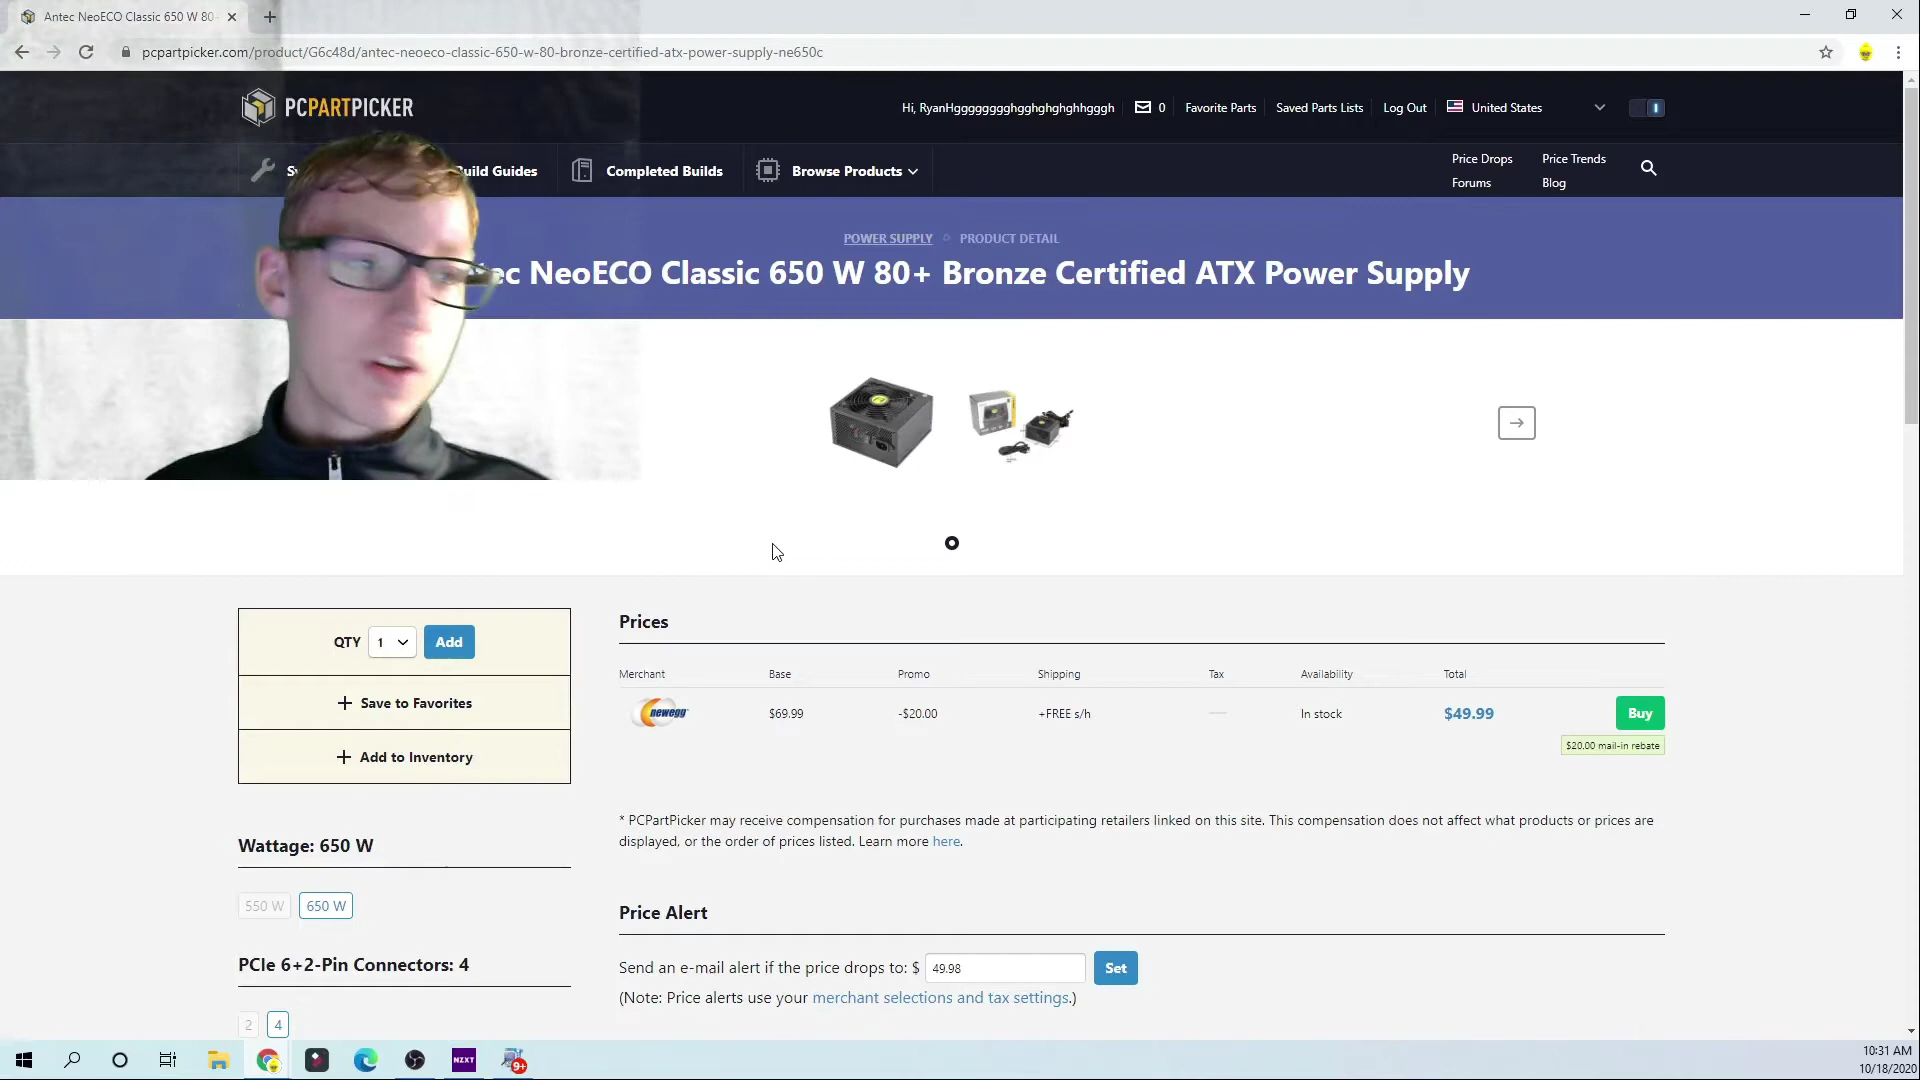 Antec NeoECO Classic 650 W 80
pcpartpicker.com/product/G6c48d/antec-neoeco-classic-650-w-80-bronze-certified-atx-power-supply-ne650c
PCPARTPICKER
Hi, RyanHgggggggghgghghghghhgggh
0
Favorite Parts
Saved Parts Lists
Log Out
United States
Build Guides
Completed Builds
Browse Products
Price Drops
Price Trends
Forums
Blog
POWER SUPPLY
PRODUCT DETAIL
NeoECO Classic 650 W 80+ Bronze Certified ATX Power Supply
QTY 1 Add
+ Save to Favorites
+ Add to Inventory
Wattage: 650 W
550 W 650 W
PCIe 6+2-Pin Connectors: 4
2 4
Prices
Merchant Base Promo Shipping Tax Availability Total
newegg $69.99 -$20.00 +FREE s/h — In stock $49.99 Buy
$20.00 mail-in rebate
* PCPartPicker may receive compensation for purchases made at participating retailers linked on this site. This compensation does not affect what products or prices are
displayed, or the order of prices listed. Learn more here.
Price Alert
Send an e-mail alert if the price drops to: $ 49.98 Set
(Note: Price alerts use your merchant selections and tax settings.)
NZXT
9+
10:31 AM
10/18/2020